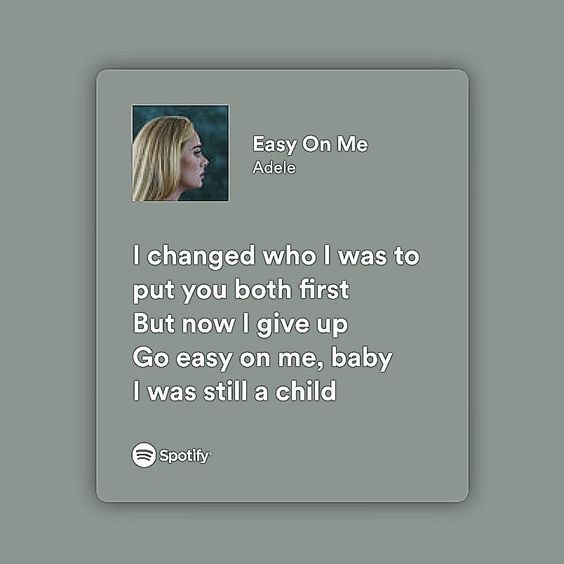 Easy On Me
Adele
I changed who I was to
put you both first
But now I give up
Go easy on me, baby
I was still a child
Spotify